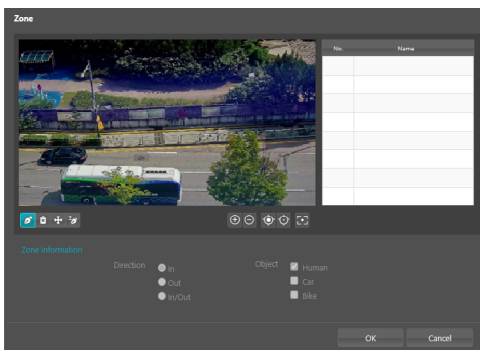 Zone
No. Name
Zone Information
Direction
In
Out
In/Out
Object
Human
Car
Bike
OK Cancel